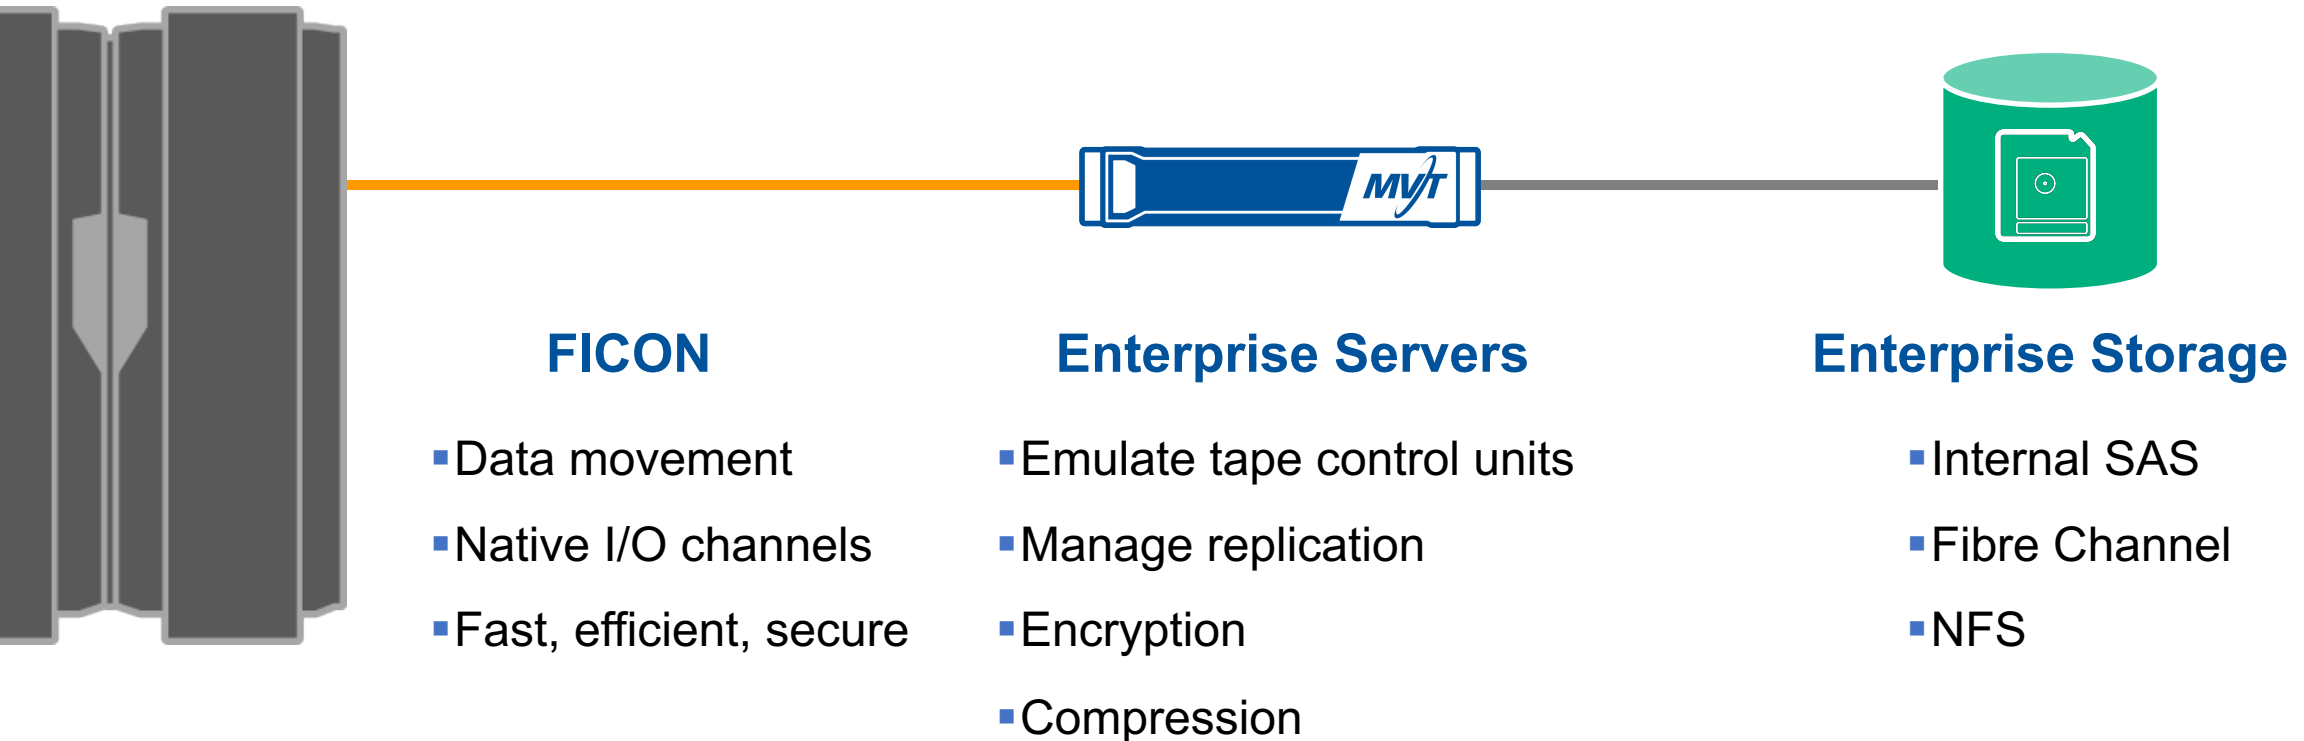 MVT
FICON
Enterprise Servers
Enterprise Storage
▪Data movement
▪Native I/O channels
▪Fast, efficient, secure
▪Emulate tape control units
▪Manage replication
▪Encryption
▪Compression
▪Internal SAS
▪Fibre Channel
▪NFS